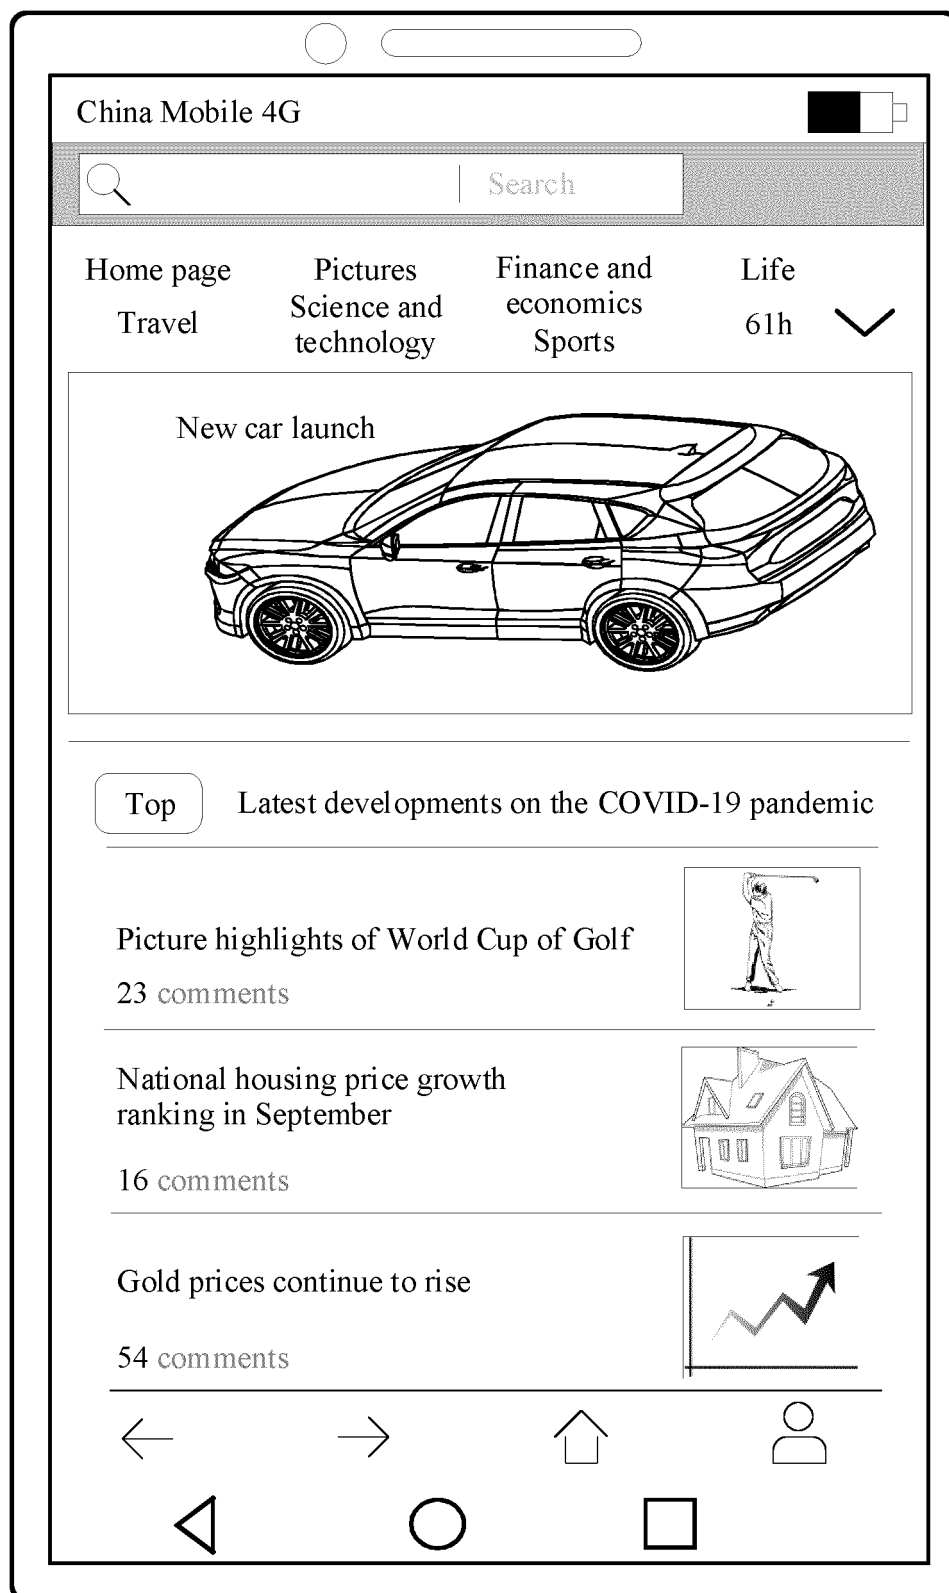 China Mobile 4G
Search
Home page
Pictures
Finance and
economics
Life
Travel
Science and
technology
Sports
61h
New car launch
Top
Latest developments on the COVID-19 pandemic
Picture highlights of World Cup of Golf
23 comments
National housing price growth
ranking in September
16 comments
Gold prices continue to rise
54 comments